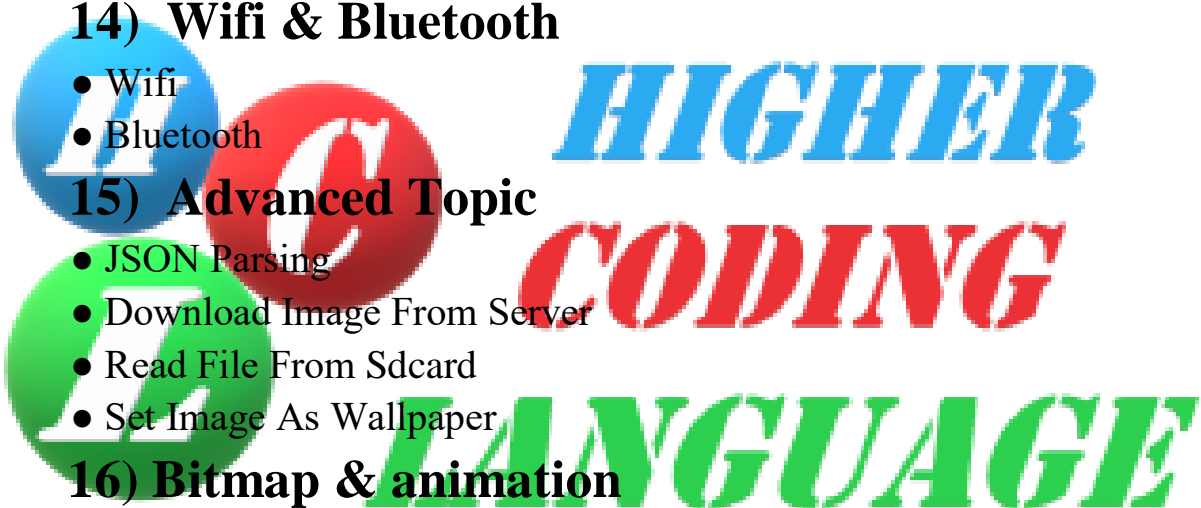 14) Wifi & Bluetooth
● Wifi
● Bluetooth
15) Advanced Topic
● JSON Parsing
● Download Image From Server
● Read File From Sdcard
● Set Image As Wallpaper
16) Bitmap & animation
H
C
L
HIGHER
CODING
LANGUAGE